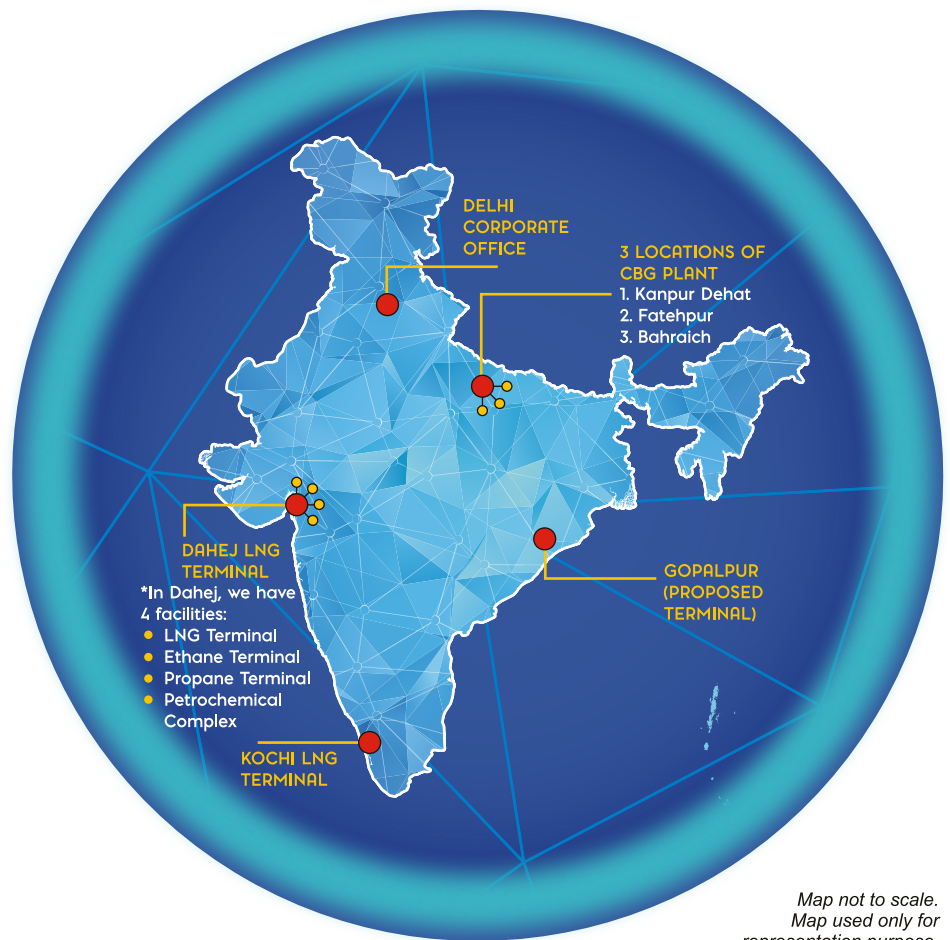 DELHI
CORPORATE
OFFICE
3 LOCATIONS OF
CBG PLANT
1. Kanpur Dehat
2. Fatehpur
3. Bahraich
DAHEJ LNG
TERMINAL
*In Dahej, we have
4 facilities:
LNG Terminal
Ethane Terminal
Propane Terminal
Petrochemical
Complex
GOPALPUR
(PROPOSED
TERMINAL)
KOCHI LNG
TERMINAL
Map not to scale.
Map used only for
representation purpose.